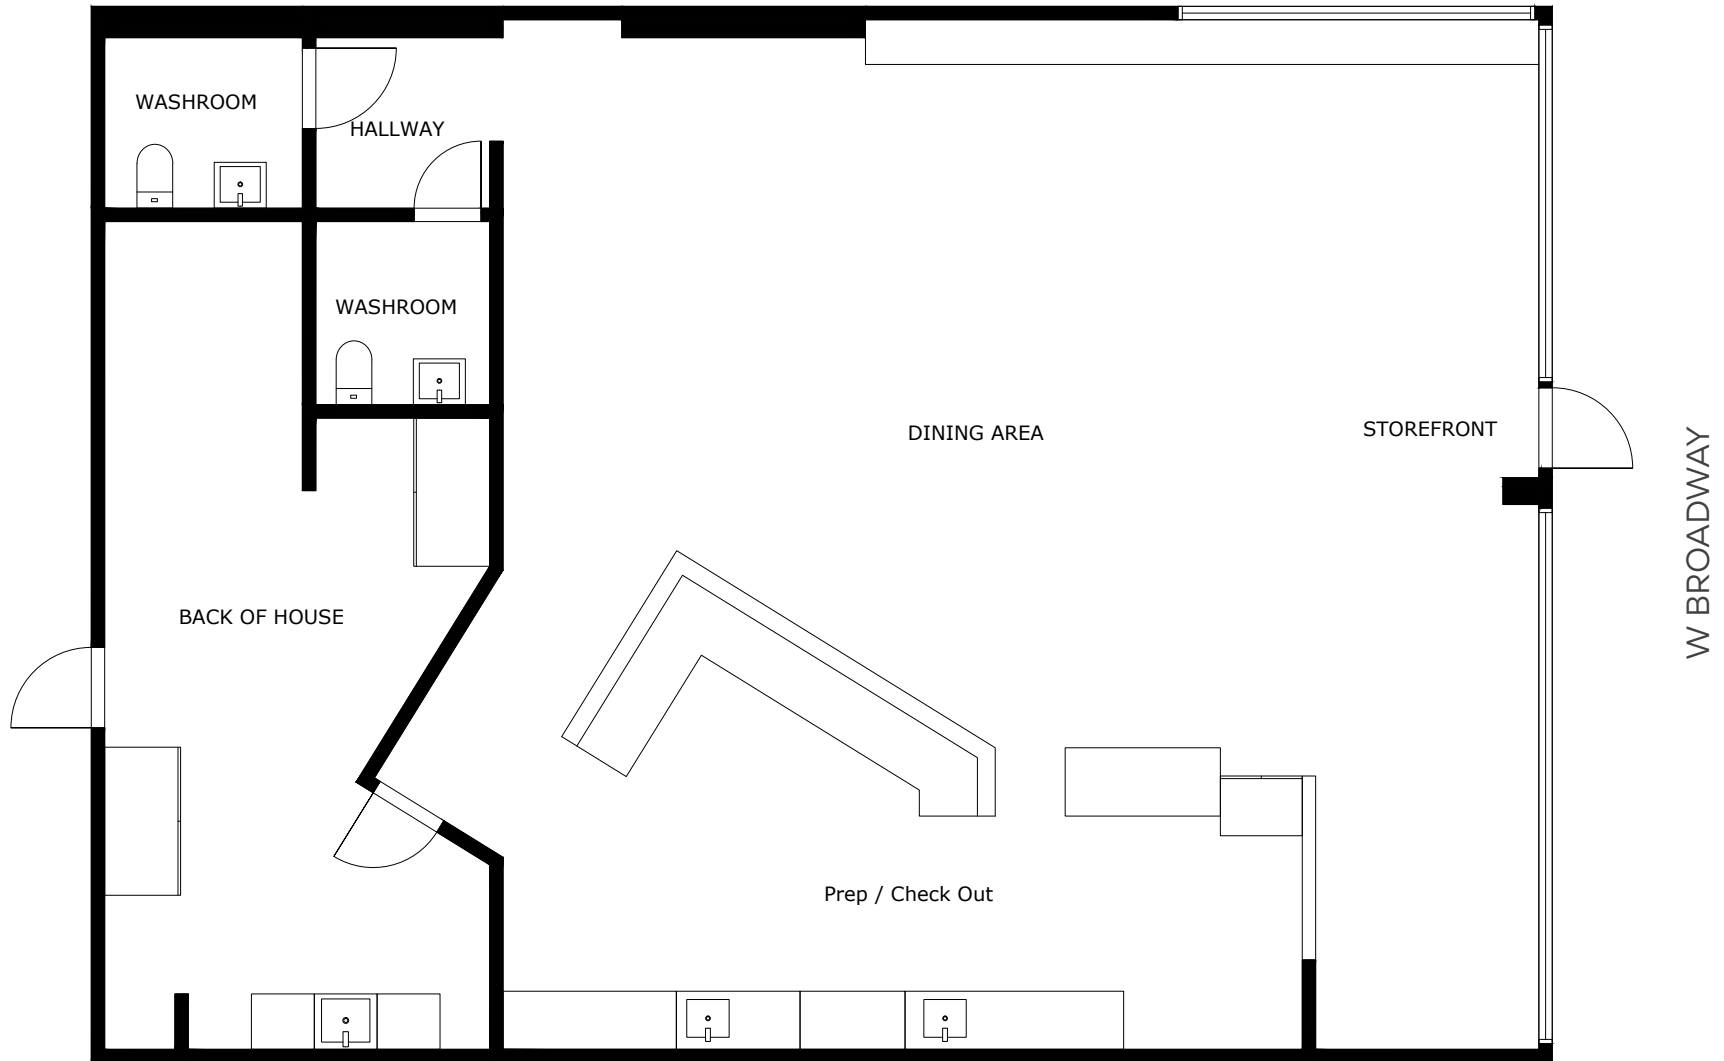 WASHROOM
HALLWAY
WASHROOM
DINING AREA
STOREFRONT
W BROADWAY
BACK OF HOUSE
Prep / Check Out